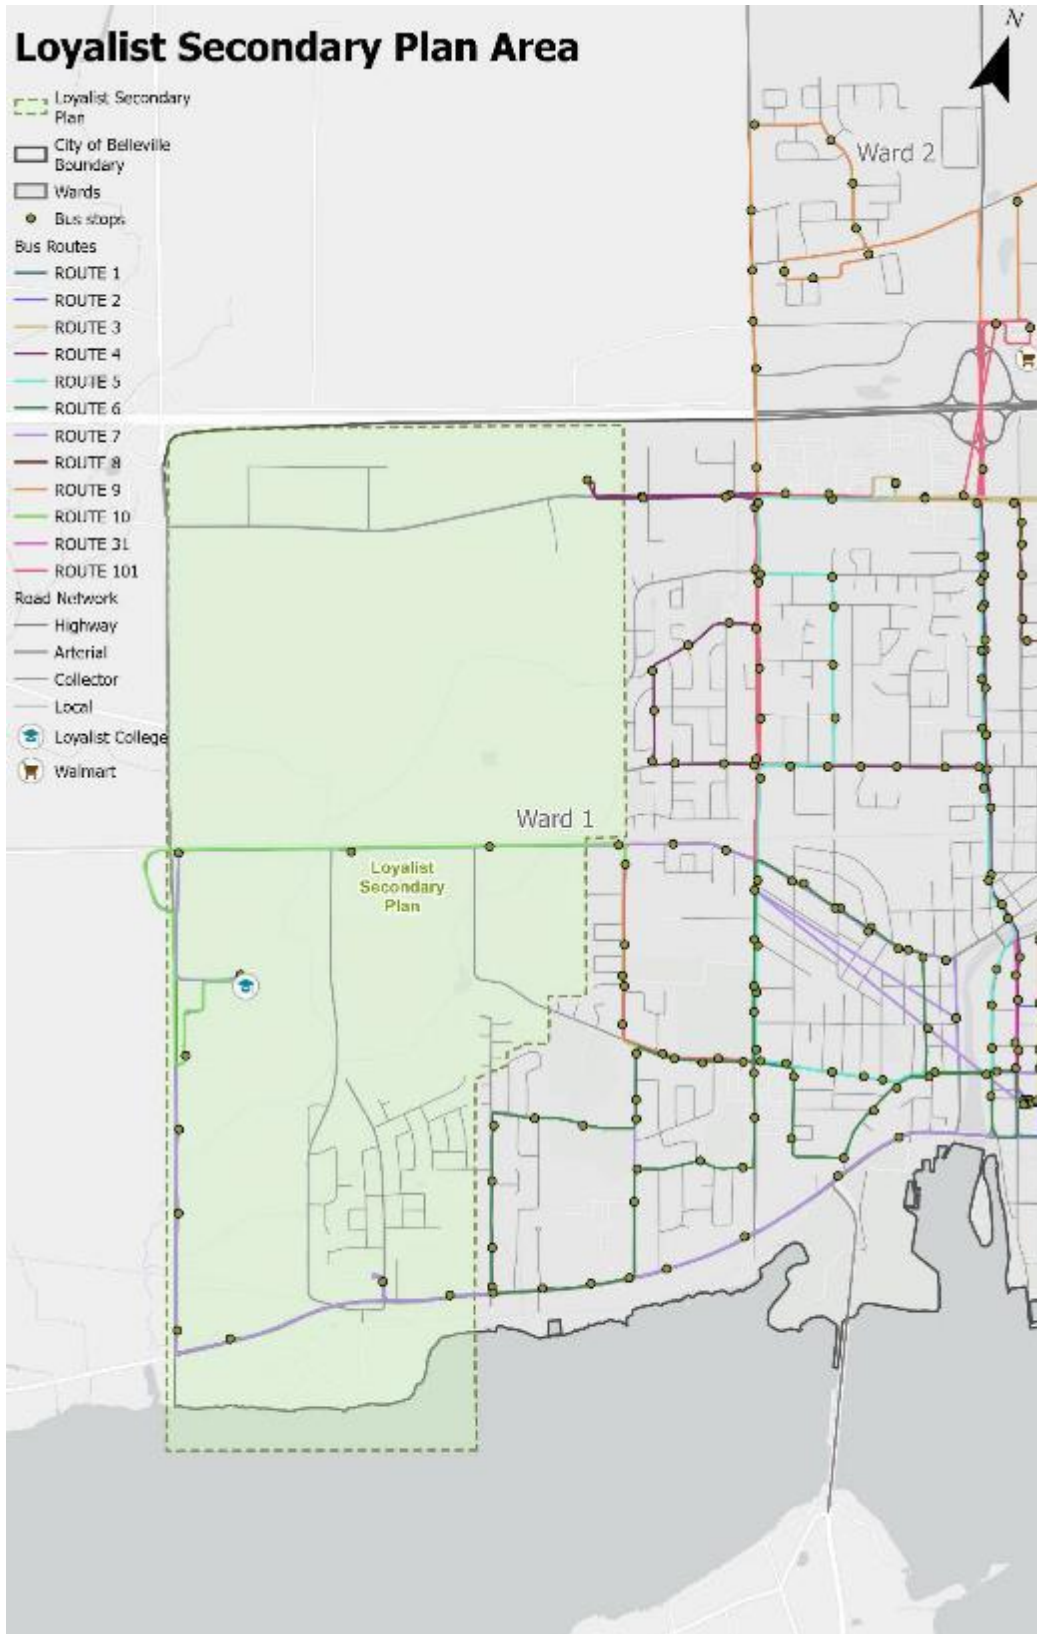 Loyalist Secondary Plan Area
N
Loyalist Secondary
Plan
City of Belleville
Boundary
Wards
Bus stops
Bus Routes
ROUTE 1
ROUTE 2
ROUTE 3
ROUTE 4
ROUTE 5
ROUTE 6
ROUTE 7
ROUTE 8
ROUTE 9
ROUTE 10
ROUTE 31
ROUTE 101
Road Network
Highway
Arterial
Collector
Local
Loyalist College
Walmart
Ward 2
Ward 1
Loyalist
Secondary
Plan